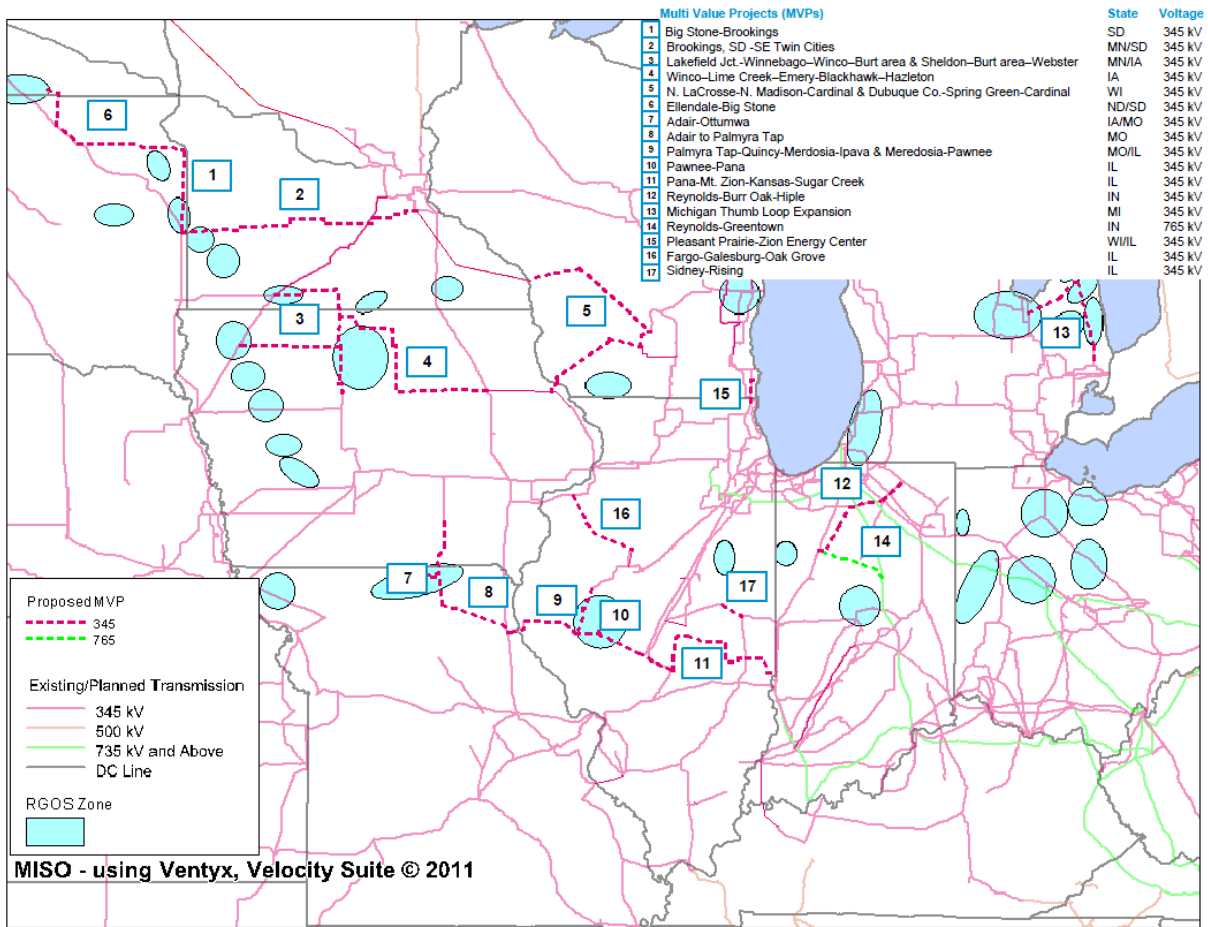 Multi Value Projects (MVPs) State Voltage
1 Big Stone-Brookings SD 345 kV
2 Brookings, SD -SE Twin Cities MN/SD 345 kV
3 Lakefield Jct.-Winnebago–Winco–Burt area & Sheldon–Burt area–Webster MN/IA 345 kV
4 Winco–Lime Creek–Emery-Blackhawk–Hazleton IA 345 kV
5 N. LaCrosse-N. Madison-Cardinal & Dubuque Co.-Spring Green-Cardinal WI 345 kV
6 Ellendale-Big Stone ND/SD 345 kV
7 Adair-Ottumwa IA/MO 345 kV
8 Adair to Palmyra Tap MO 345 kV
9 Palmyra Tap-Quincy-Merdosia-Ipava & Meredosia-Pawnee MO/IL 345 kV
10 Pawnee-Pana IL 345 kV
11 Pana-Mt. Zion-Kansas-Sugar Creek IL 345 kV
12 Reynolds-Burr Oak-Hiple IN 345 kV
13 Michigan Thumb Loop Expansion MI 345 kV
14 Reynolds-Greentown IN 765 kV
15 Pleasant Prairie-Zion Energy Center WI/IL 345 kV
16 Fargo-Galesburg-Oak Grove IL 345 kV
17 Sidney-Rising IL 345 kV
6
1
2
3
5
13
4
15
12
16
14
7
8
9
10
17
11
Proposed MVP
345
765
Existing/Planned Transmission
345 kV
500 kV
735 kV and Above
DC Line
RGOS Zone
MISO - using Ventyx, Velocity Suite © 2011